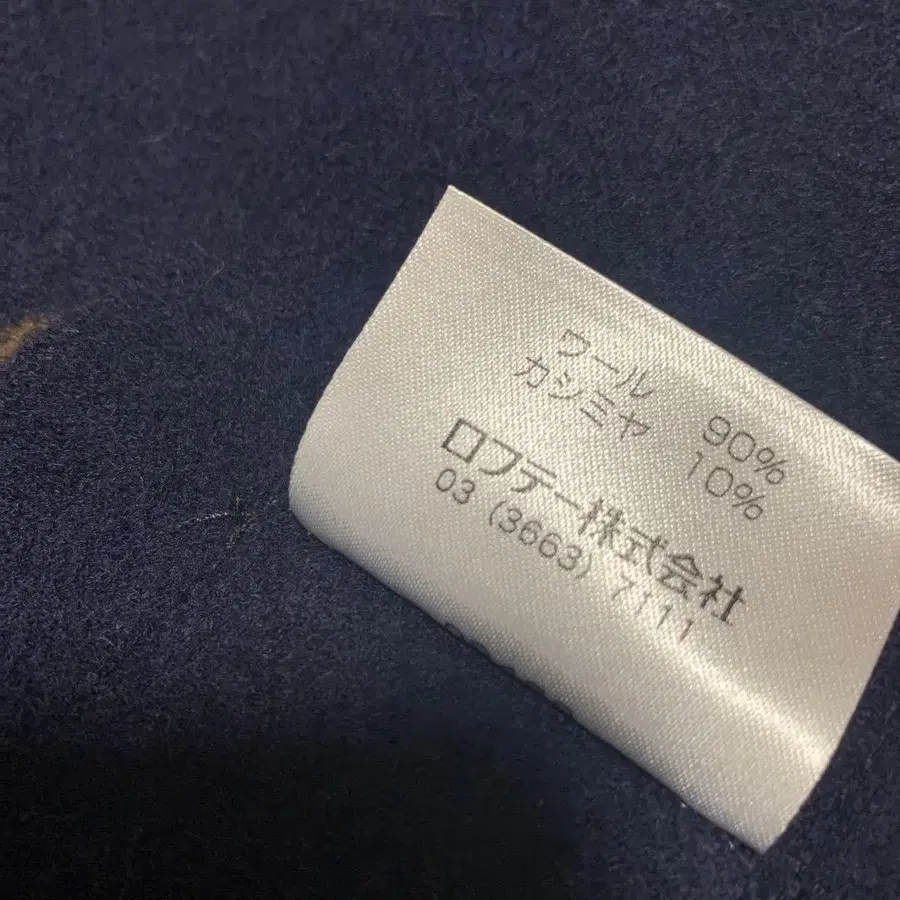 ウール 90%
カシミヤ 10%
ロフテー株式会社
03 (3663) 7111